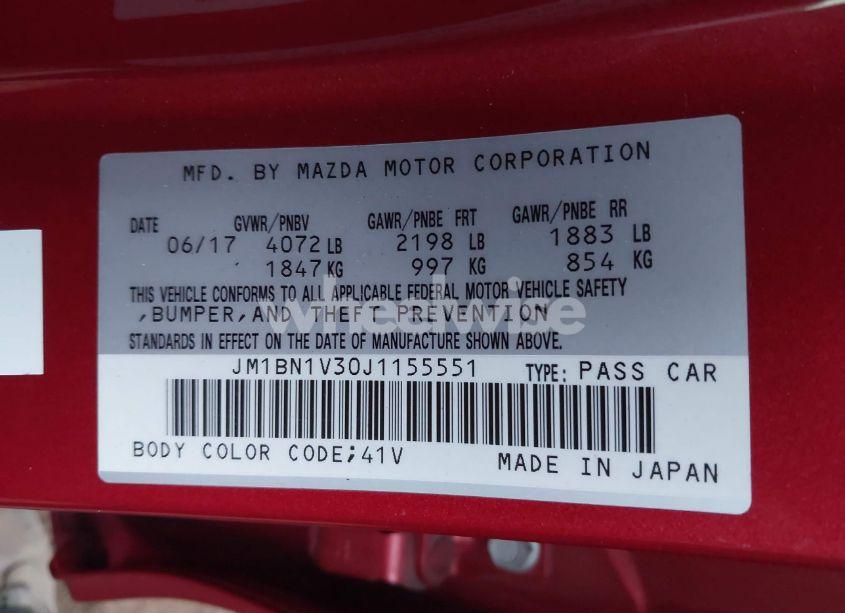 MFD. BY MAZDA MOTOR CORPORATION
DATE GVWR/PNBV GAWR/PNBE FRT GAWR/PNBE RR
06/17 4072 LB 2198 LB 1883 LB
1847 KG 997 KG 854 KG
THIS VEHICLE CONFORMS TO ALL APPLICABLE FEDERAL MOTOR VEHICLE SAFETY
,BUMPER,AND THEFT PREVENTION
STANDARDS IN EFFECT ON THE DATE OF MANUFACTURE SHOWN ABOVE.
JM1BN1V30J1155551 TYPE: PASS CAR
BODY COLOR CODE;41V MADE IN JAPAN
wheelwise